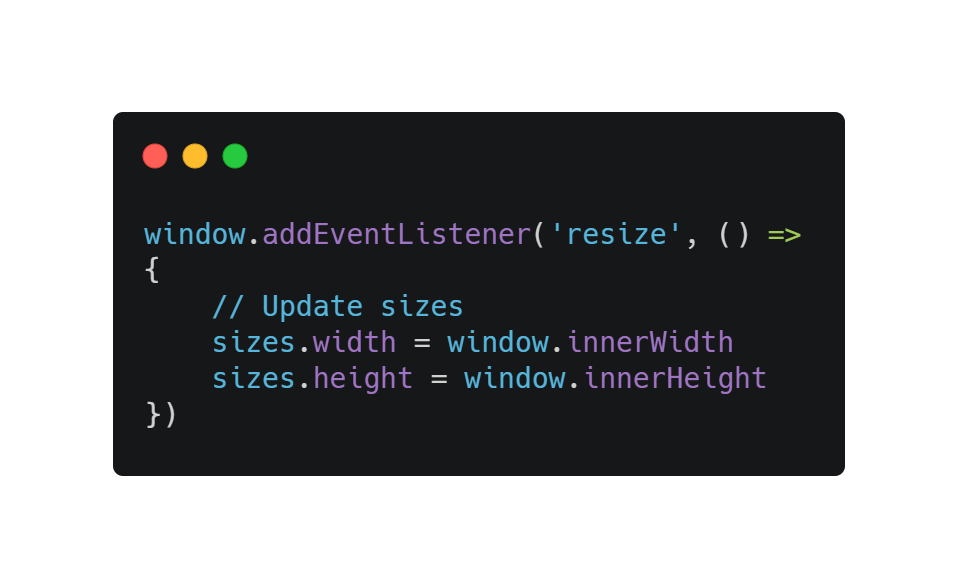 window.addEventListener('resize', () =>
{
    // Update sizes
    sizes.width = window.innerWidth
    sizes.height = window.innerHeight
})